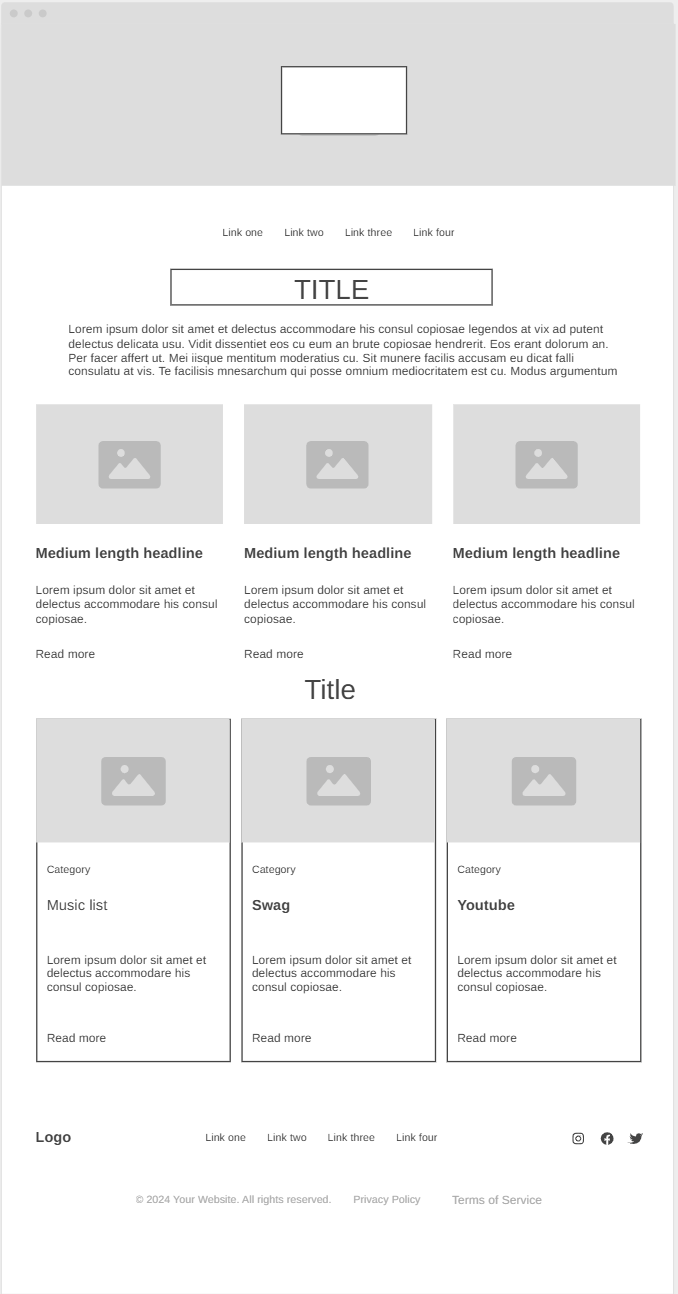 Link one Link two Link three Link four
TITLE
Lorem ipsum dolor sit amet et delectus accommodare his consul copiosae legendos at vix ad putent
delectus delicata usu. Vidit dissentiet eos cu eum an brute copiosae hendrerit. Eos erant dolorum an.
Per facer affert ut. Mei iisque mentitum moderatius cu. Sit munere facilis accusam eu dicat falli
consulatu at vis. Te facilisis mnesarchum qui posse omnium mediocritatem est cu. Modus argumentum
Medium length headline
Lorem ipsum dolor sit amet et
delectus accommodare his consul
copiosae.
Read more
Medium length headline
Lorem ipsum dolor sit amet et
delectus accommodare his consul
copiosae.
Read more
Medium length headline
Lorem ipsum dolor sit amet et
delectus accommodare his consul
copiosae.
Read more
Title
Category
Music list
Lorem ipsum dolor sit amet et
delectus accommodare his
consul copiosae.
Read more
Category
Swag
Lorem ipsum dolor sit amet et
delectus accommodare his
consul copiosae.
Read more
Category
Youtube
Lorem ipsum dolor sit amet et
delectus accommodare his
consul copiosae.
Read more
Logo Link one Link two Link three Link four
© 2024 Your Website. All rights reserved. Privacy Policy Terms of Service